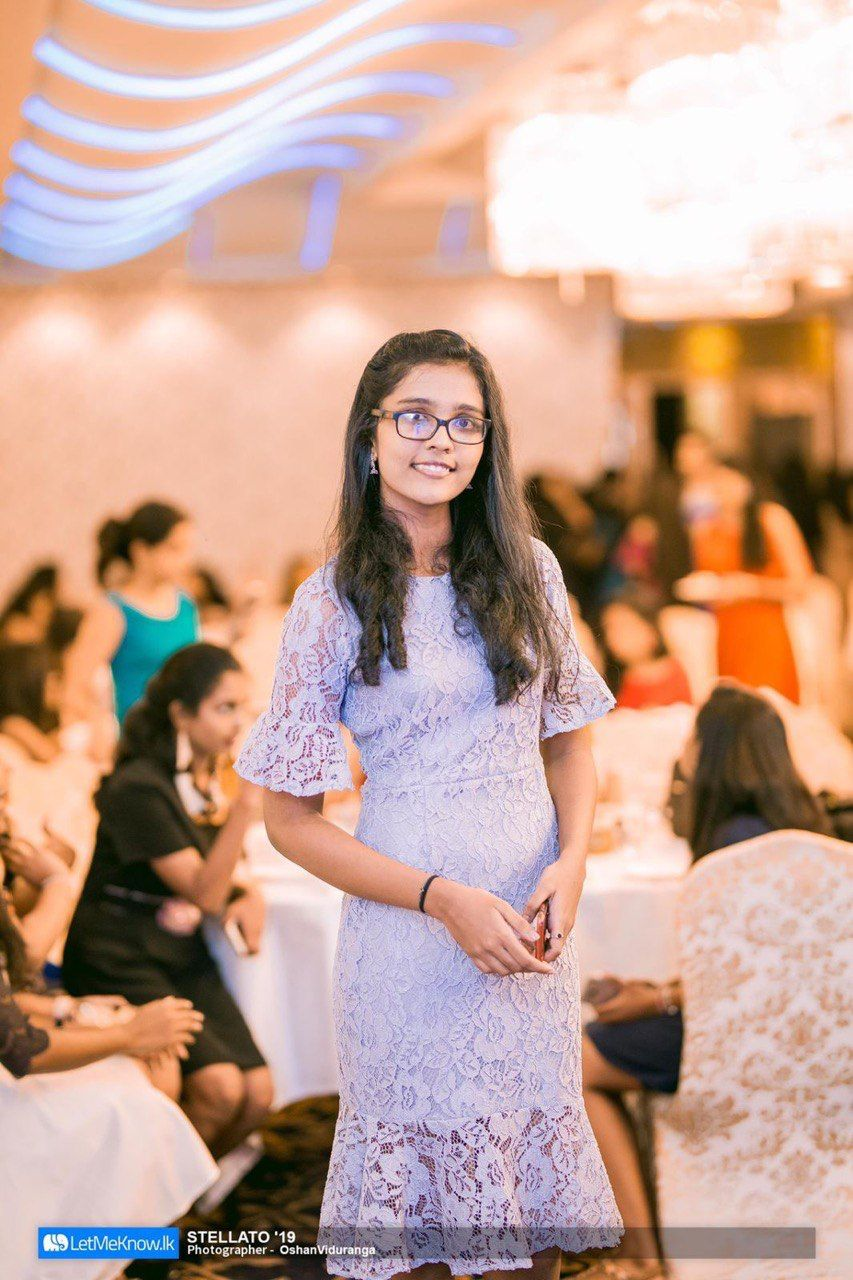 LetMeKnow.lk
STELLATO '19
Photographer - OshanViduranga